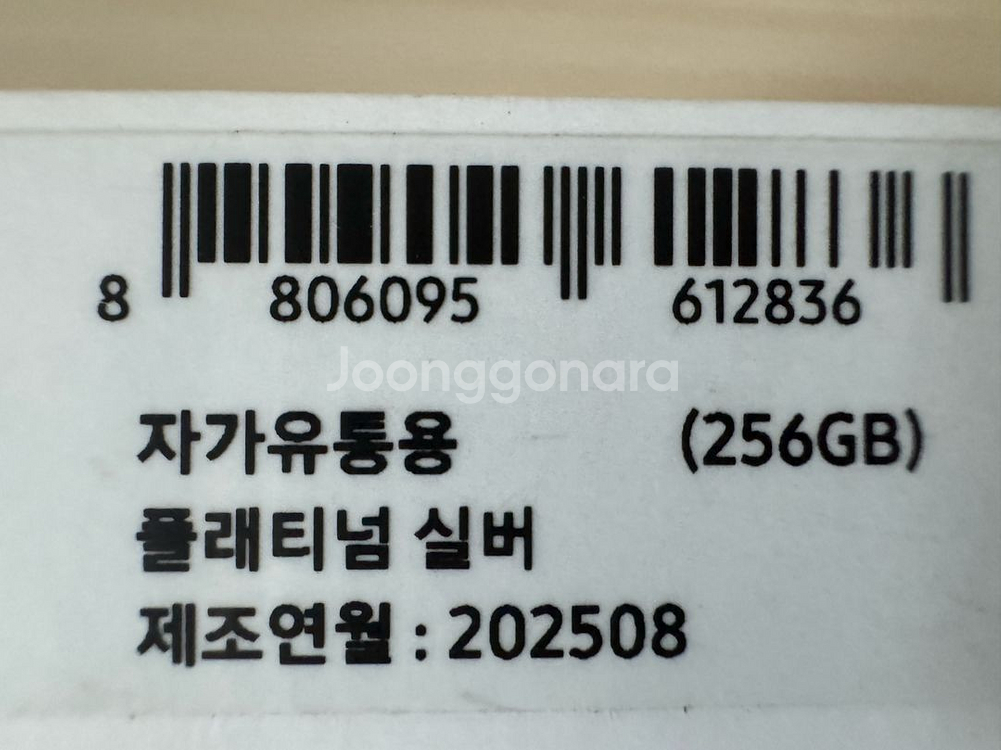 8 806095 612836
Joonggonara
자가유통용 (256GB)
플래티넘 실버
제조연월 : 202508